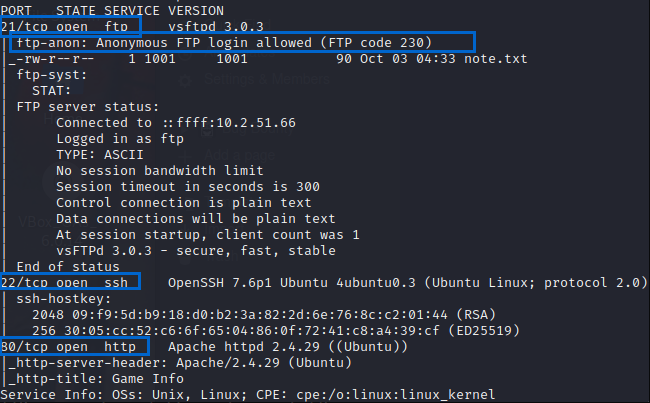 PORT   STATE SERVICE VERSION
21/tcp open  ftp     vsftpd 3.0.3
| ftp-anon: Anonymous FTP login allowed (FTP code 230)
|_-rw-r--r--    1 1001     1001           90 Oct 03 04:33 note.txt
| ftp-syst:
|   STAT:
| FTP server status:
|      Connected to ::ffff:10.2.51.66
|      Logged in as ftp
|      TYPE: ASCII
|      No session bandwidth limit
|      Session timeout in seconds is 300
|      Control connection is plain text
|      Data connections will be plain text
|      At session startup, client count was 1
|      vsFTPd 3.0.3 - secure, fast, stable
| End of status
22/tcp open  ssh     OpenSSH 7.6p1 Ubuntu 4ubuntu0.3 (Ubuntu Linux; protocol 2.0)
| ssh-hostkey:
|   2048 09:f9:5d:b9:18:d0:b2:3a:82:2d:6e:76:8c:c2:01:44 (RSA)
|   256 30:05:cc:52:c6:6f:65:04:86:0f:72:41:c8:a4:39:cf (ED25519)
80/tcp open  http    Apache httpd 2.4.29 ((Ubuntu))
|_http-server-header: Apache/2.4.29 (Ubuntu)
|_http-title: Game Info
Service Info: OSs: Unix, Linux; CPE: cpe:/o:linux:linux_kernel